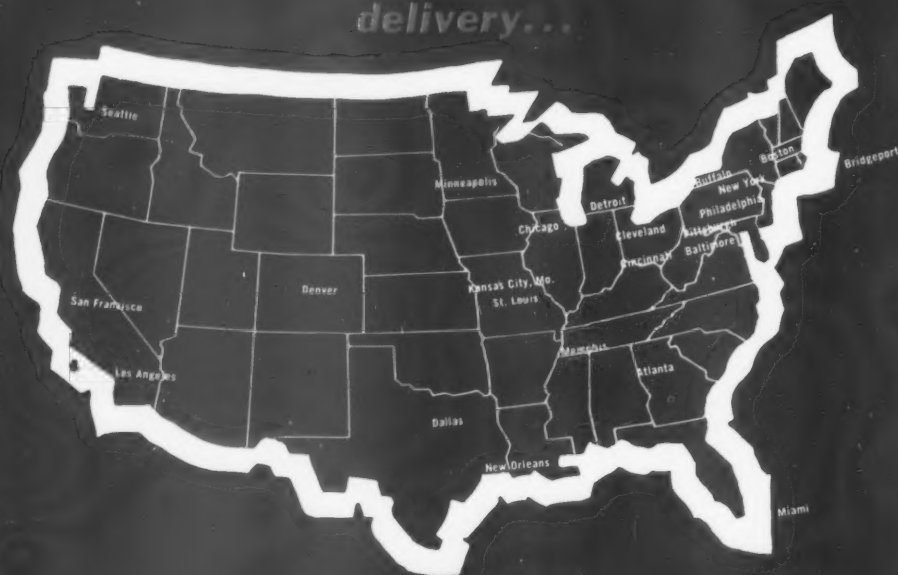 delivery...
Seattle
Boston
Bridgeport
Buffalo
Minneapolis
New York
Detroit
Philadelphia
Chicago
Cleveland
Pittsburgh
Baltimore
Cincinnati
Denver
Kansas City, Mo.
St. Louis
San Francisco
Memphis
Los Angeles
Atlanta
Dallas
New Orleans
Miami